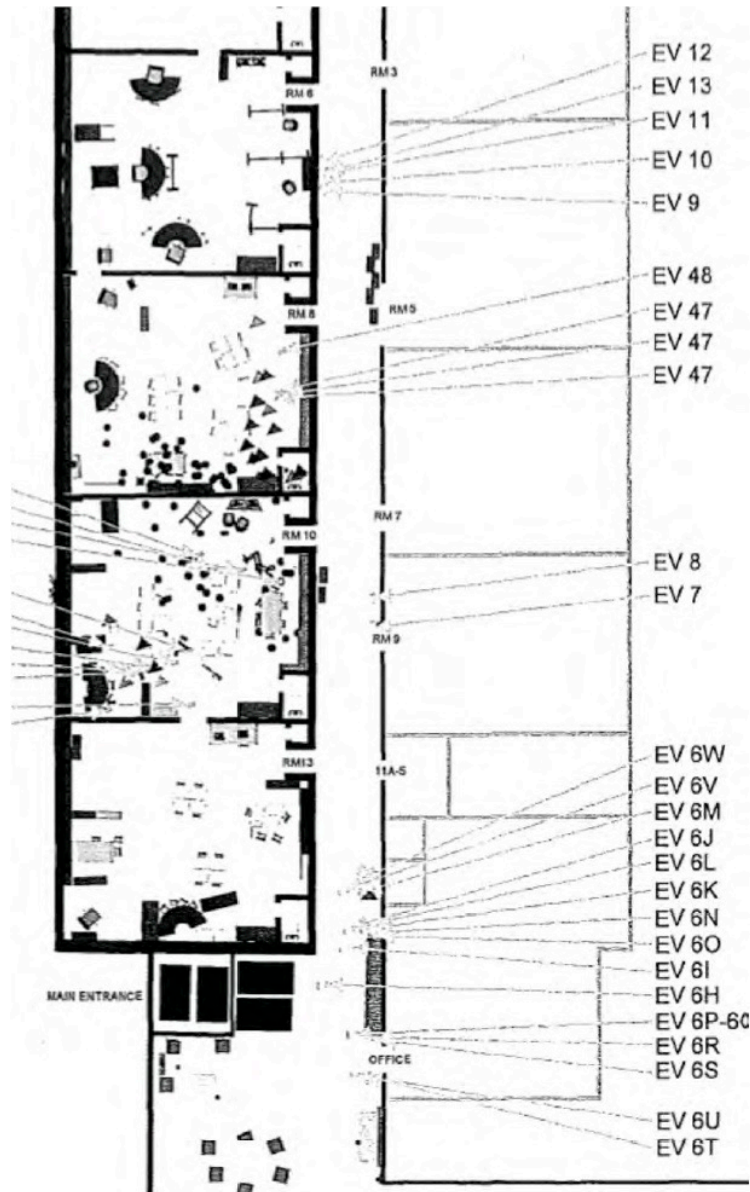 EV 12
RM 3
EV 13
RM 6
EV 11
EV 10
EV 9
EV 48
RM 8
RM 5
EV 47
EV 47
EV 47
RM 7
RM 10
EV 8
EV 7
RM 9
EV 6W
RM13
11A-5
EV 6V
EV 6M
EV 6J
EV 6L
EV 6K
EV 6N
EV 6O
EV 6I
MAIN ENTRANCE
EV 6H
EV 6P-60
EV 6R
OFFICE
EV 6S
EV 6U
EV 6T